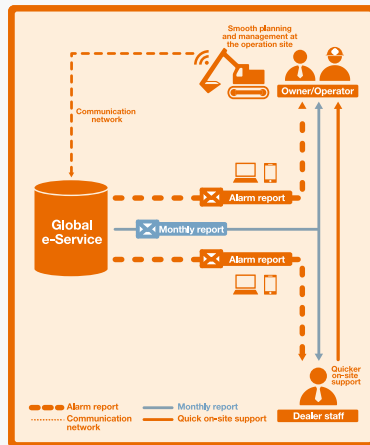 Smooth planning
and management at
the operation site
Owner/Operator
Communication
network
Global
e-Service
Alarm report
Monthly report
Alarm report
Quicker
on-site
support
Dealer staff
Alarm report
Monthly report
Communication
network
Quick on-site support